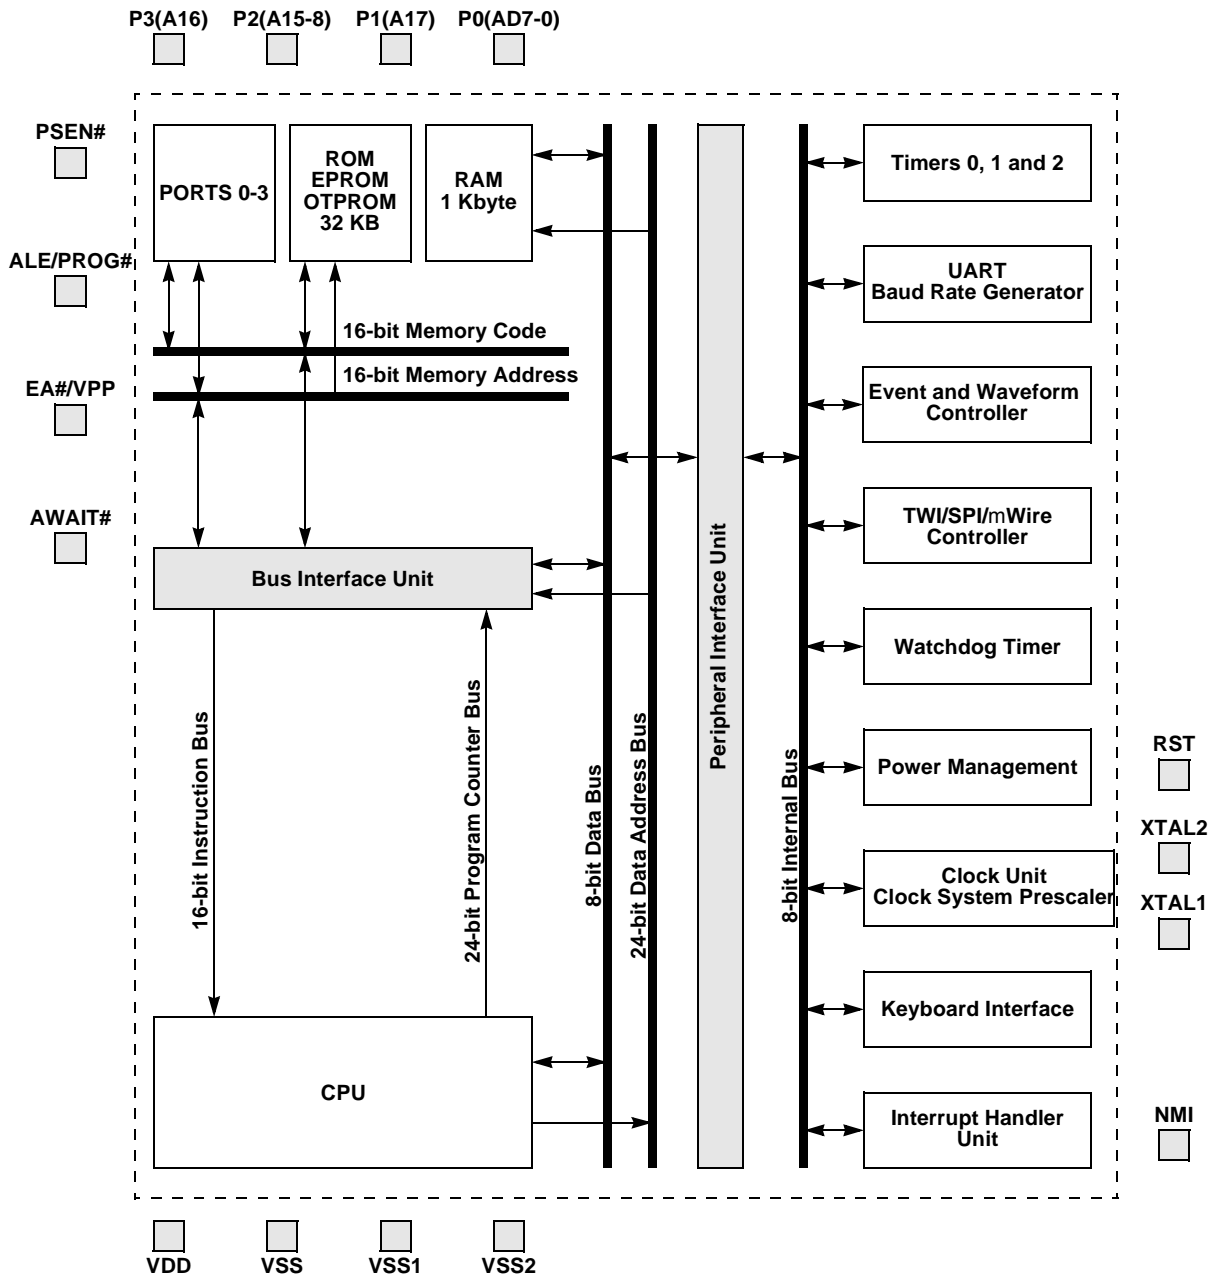 P3(A16) P2(A15-8) P1(A17) P0(AD7-0)
PSEN#
ALE/PROG#
EA#/VPP
AWAIT#
PORTS 0-3
ROM
EPROM
OTPROM
32 KB
RAM
1 Kbyte
16-bit Memory Code
16-bit Memory Address
Bus Interface Unit
16-bit Instruction Bus
24-bit Program Counter Bus
8-bit Data Bus
24-bit Data Address Bus
Peripheral Interface Unit
8-bit Internal Bus
CPU
Timers 0, 1 and 2
UART
Baud Rate Generator
Event and Waveform
Controller
TWI/SPI/mWire
Controller
Watchdog Timer
Power Management
Clock Unit
Clock System Prescaler
Keyboard Interface
Interrupt Handler
Unit
RST
XTAL2
XTAL1
NMI
VDD VSS VSS1 VSS2